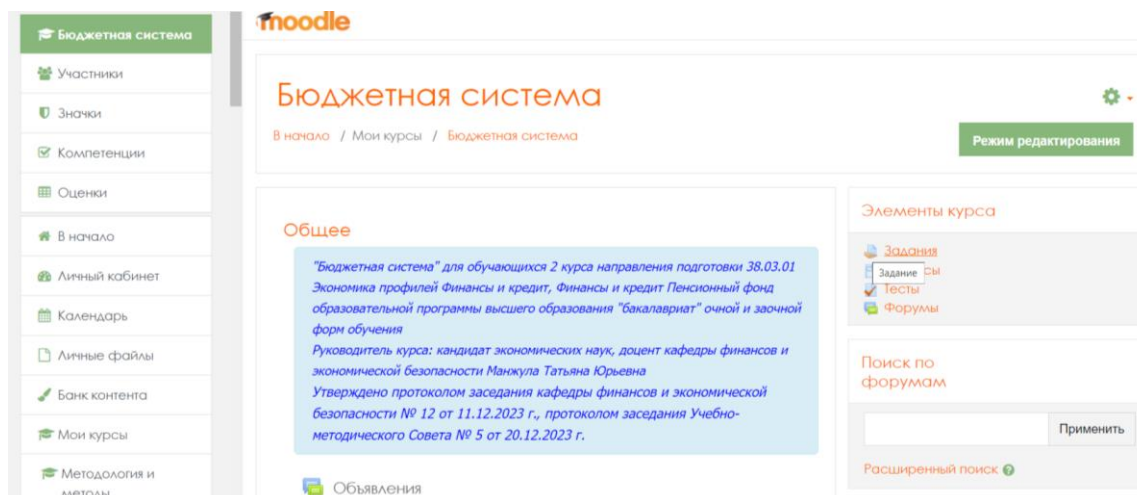 Бюджетная система
Участники
Значки
Компетенции
Оценки
В начало
Личный кабинет
Календарь
Личные файлы
Банк контента
Мои курсы
Методология и
методы
moodle
Бюджетная система
В начало / Мои курсы / Бюджетная система
Режим редактирования
Общее
"Бюджетная система" для обучающихся 2 курса направления подготовки 38.03.01
Экономика профилей Финансы и кредит, Финансы и кредит Пенсионный фонд
образовательной программы высшего образования "бакалавриат" очной и заочной
форм обучения
Руководитель курса: кандидат экономических наук, доцент кафедры финансов и
экономической безопасности Манжула Татьяна Юрьевна
Утверждено протоколом заседания кафедры финансов и экономической
безопасности № 12 от 11.12.2023 г., протоколом заседания Учебно-
методического Совета № 5 от 20.12.2023 г.
Объявления
Элементы курса
Задания
Задание
Тесты
Форумы
Поиск по
форумам
Применить
Расширенный поиск